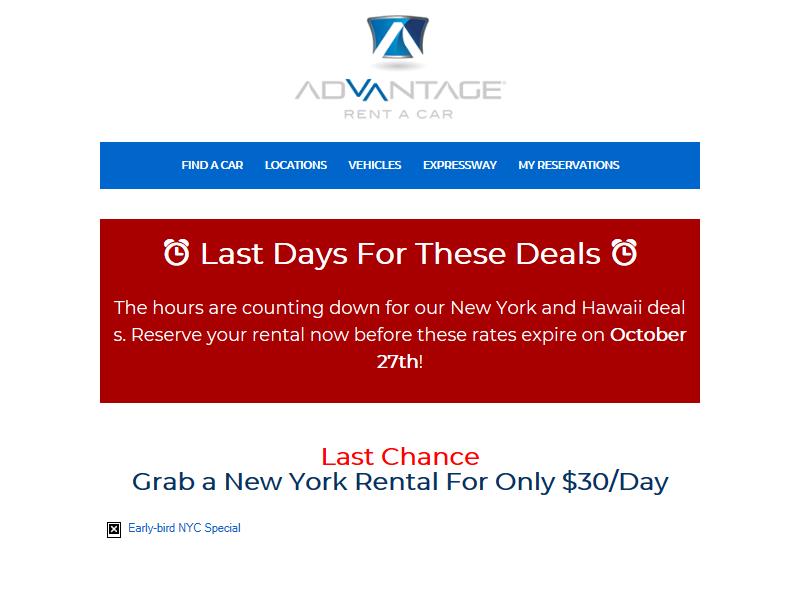 ADVANTAGE
RENT A CAR
FIND A CAR LOCATIONS VEHICLES EXPRESSWAY MY RESERVATIONS
Last Days For These Deals
The hours are counting down for our New York and Hawaii deal
s. Reserve your rental now before these rates expire on October
27th!
Last Chance
Grab a New York Rental For Only $30/Day
Early-bird NYC Special